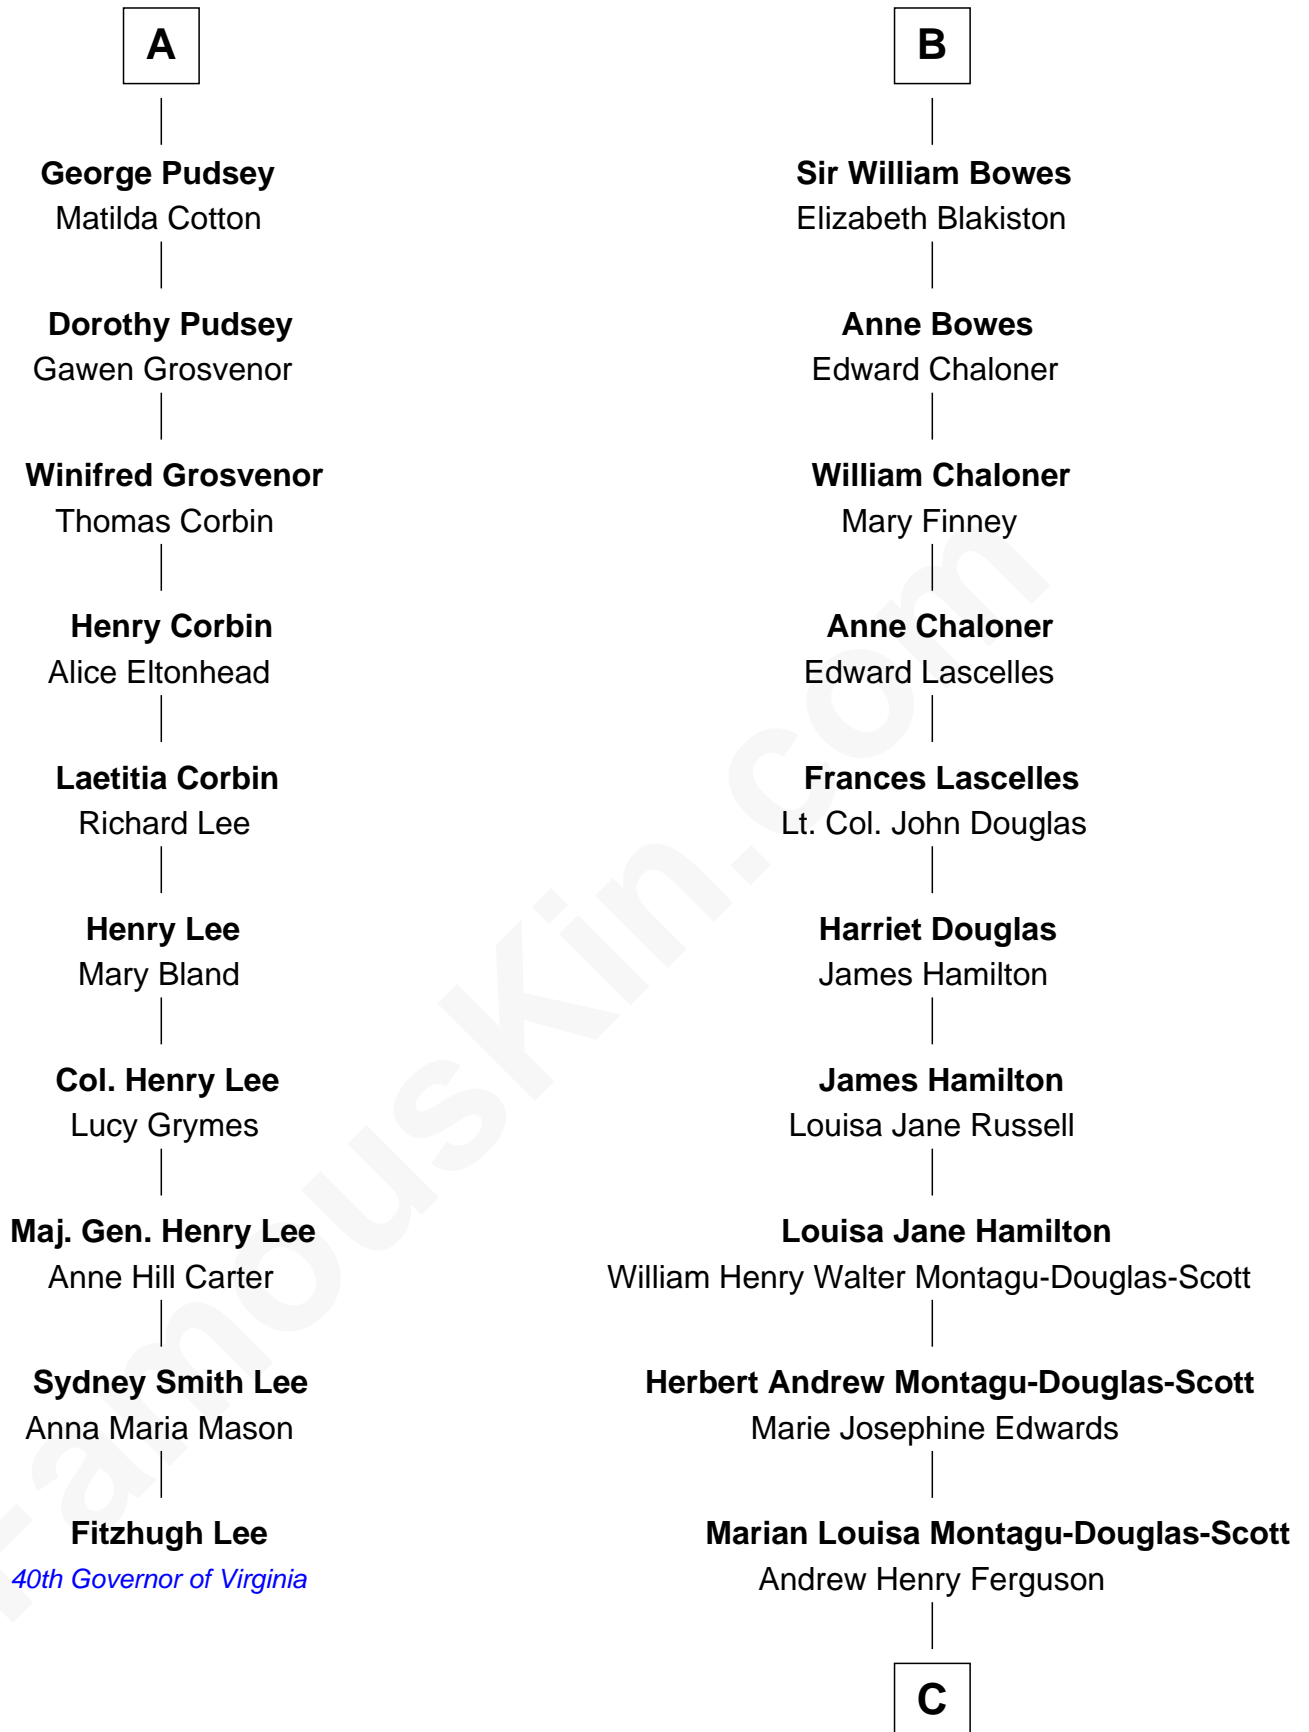 A
George Pudsey
Matilda Cotton
Dorothy Pudsey
Gawen Grosvenor
Winifred Grosvenor
Thomas Corbin
Henry Corbin
Alice Eltonhead
Laetitia Corbin
Richard Lee
Henry Lee
Mary Bland
Col. Henry Lee
Lucy Grymes
Maj. Gen. Henry Lee
Anne Hill Carter
Sydney Smith Lee
Anna Maria Mason
Fitzhugh Lee
40th Governor of Virginia
B
Sir William Bowes
Elizabeth Blakiston
Anne Bowes
Edward Chaloner
William Chaloner
Mary Finney
Anne Chaloner
Edward Lascelles
Frances Lascelles
Lt. Col. John Douglas
Harriet Douglas
James Hamilton
James Hamilton
Louisa Jane Russell
Louisa Jane Hamilton
William Henry Walter Montagu-Douglas-Scott
Herbert Andrew Montagu-Douglas-Scott
Marie Josephine Edwards
Marian Louisa Montagu-Douglas-Scott
Andrew Henry Ferguson
C
FamousKin.com